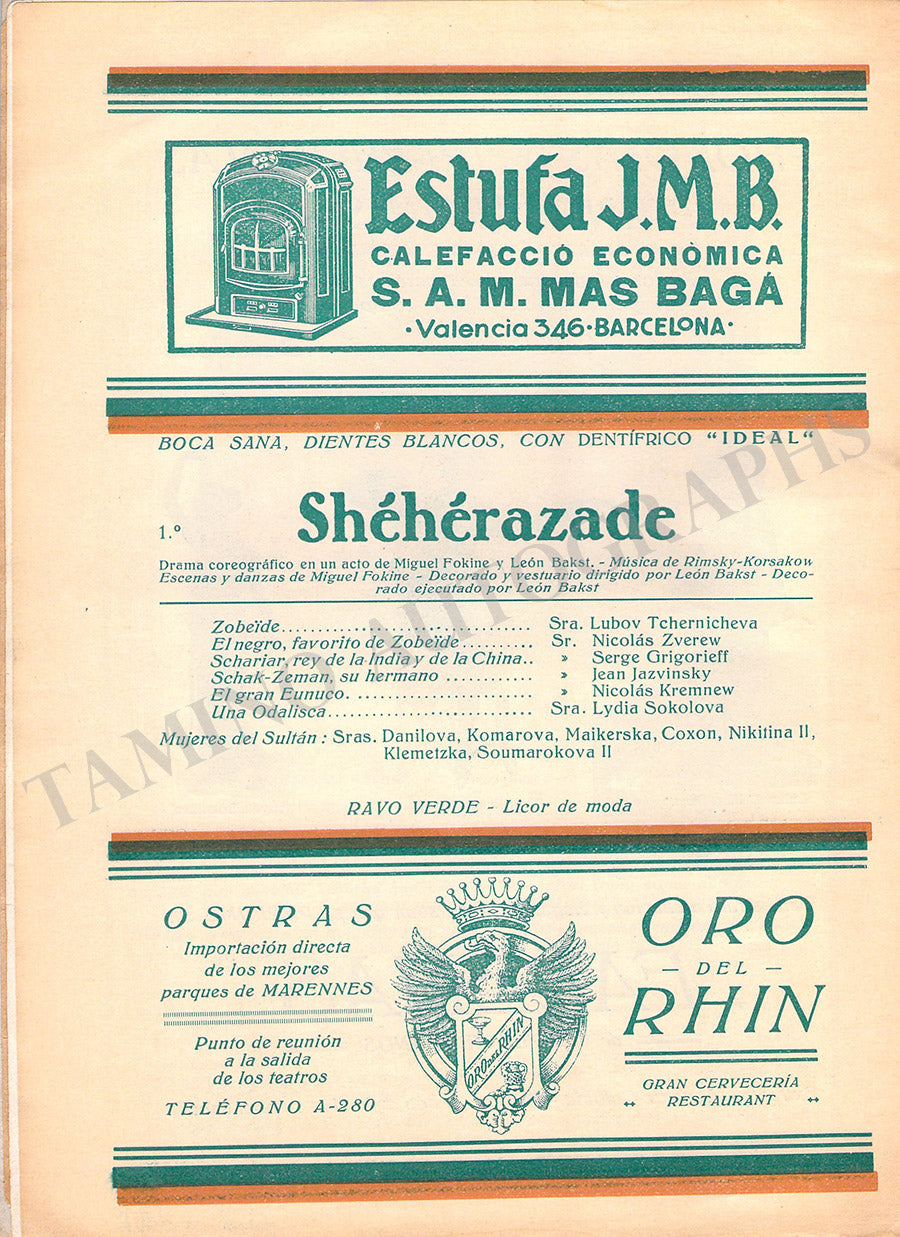 Estufa J.M.B.
CALEFACCIÓ ECONÒMICA
S. A. M. MAS BAGÁ
·Valencia 346·BARCELONA·
BOCA SANA, DIENTES BLANCOS, CON DENTÍFRICO "IDEAL"
1.º Shéhérazade
Drama coreográfico en un acto de Miguel Fokine y León Bakst. - Música de Rimsky-Korsakow
Escenas y danzas de Miguel Fokine - Decorado y vestuario dirigido por León Bakst - Deco-
rado ejecutado por León Bakst
Zobeïde............................... Sra. Lubov Tchernicheva
El negro, favorito de Zobeïde.......... Sr. Nicolás Zverew
Schariar, rey de la India y de la China.. » Serge Grigorieff
Schak-Zeman, su hermano ............ » Jean Jazvinsky
El gran Eunuco. ..................... » Nicolás Kremnew
Una Odalisca......................... Sra. Lydia Sokolova
Mujeres del Sultán : Sras. Danilova, Komarova, Maikerska, Coxon, Nikitina II,
Klemetzka, Soumarokova II
RAVO VERDE - Licor de moda
OSTRAS
Importación directa
de los mejores
parques de MARENNES
Punto de reunión
a la salida
de los teatros
TELÉFONO A-280
ORO DEL RHIN
ORO
- DEL -
RHIN
GRAN CERVECERÍA
RESTAURANT
TAMINO AUTOGRAPHS